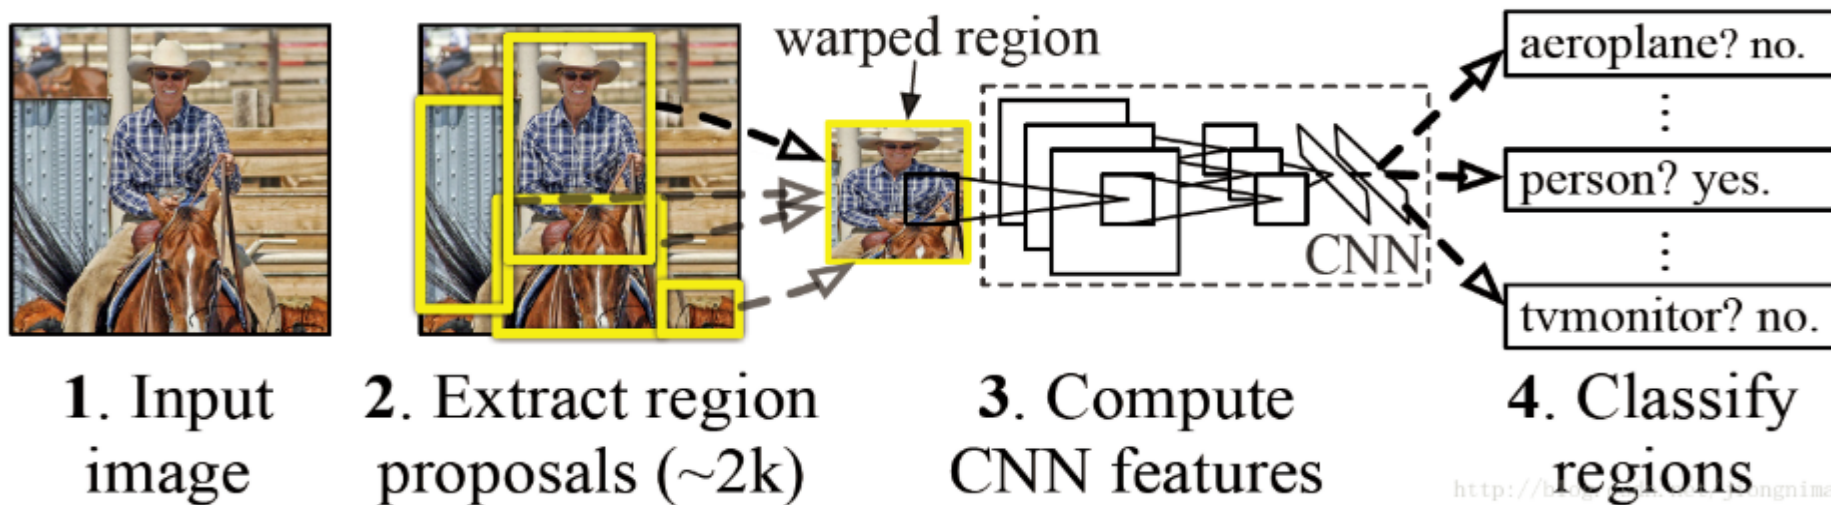 warped region
aeroplane? no.
person? yes.
CNN
tvmonitor? no.
1. Input
image
2. Extract region
proposals (~2k)
3. Compute
CNN features
4. Classify
regions